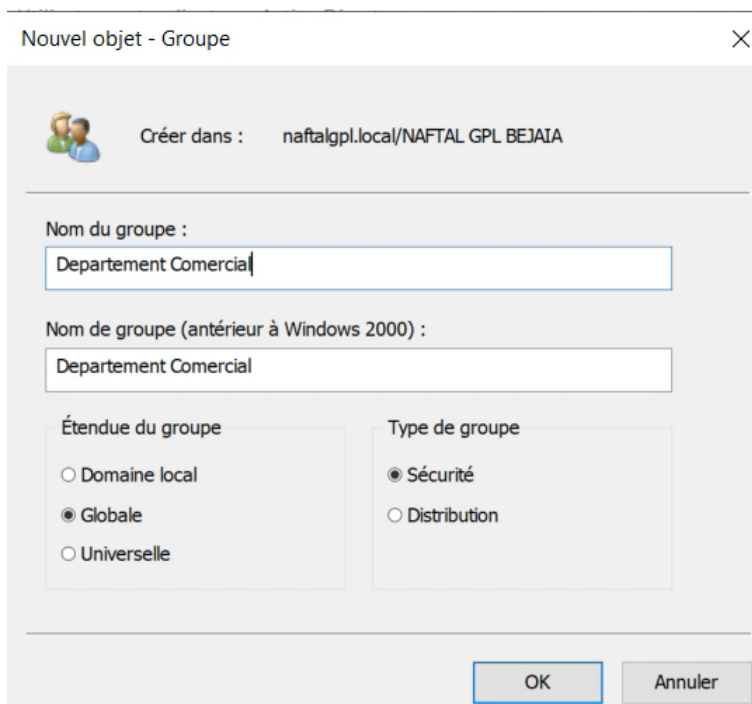 Nouvel objet - Groupe
Créer dans : naftalgpl.local/NAFTAL GPL BEJAIA
Nom du groupe :
Departement Comercial
Nom de groupe (antérieur à Windows 2000) :
Departement Comercial
Étendue du groupe
Domaine local
Globale
Universelle
Type de groupe
Sécurité
Distribution
OK
Annuler